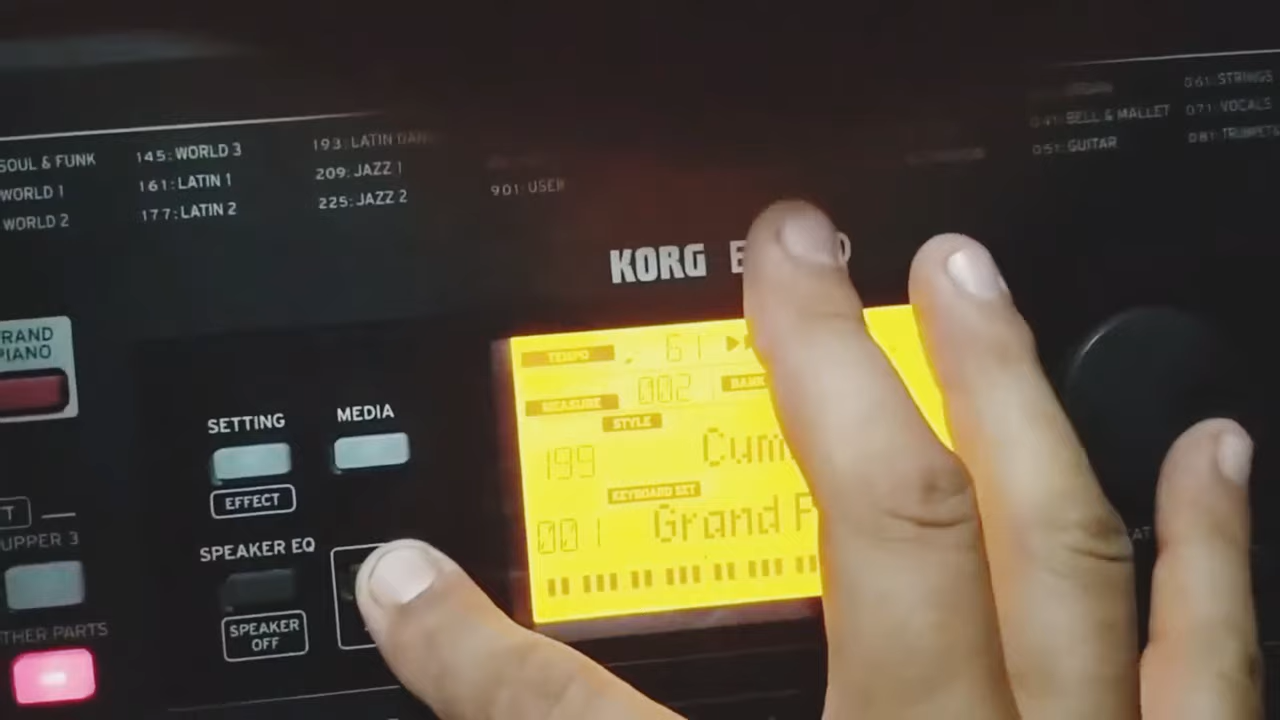 SOUL & FUNK
WORLD 1
WORLD 2
145: WORLD 3
161: LATIN 1
177: LATIN 2
193: LATIN DAN
209: JAZZ 1
225: JAZZ 2
901: USER
041: BELL & MALLET
051: GUITAR
061: STRINGS
071: VOCALS
081: TRUMPET
KORG E
RAND
PIANO
SETTING
EFFECT
MEDIA
SPEAKER EQ
SPEAKER
OFF
T
UPPER 3
THER PARTS
TEMPO 61
MEASURE 002 BANK
STYLE
199 Cum
KEYBOARD SET
001 Grand P